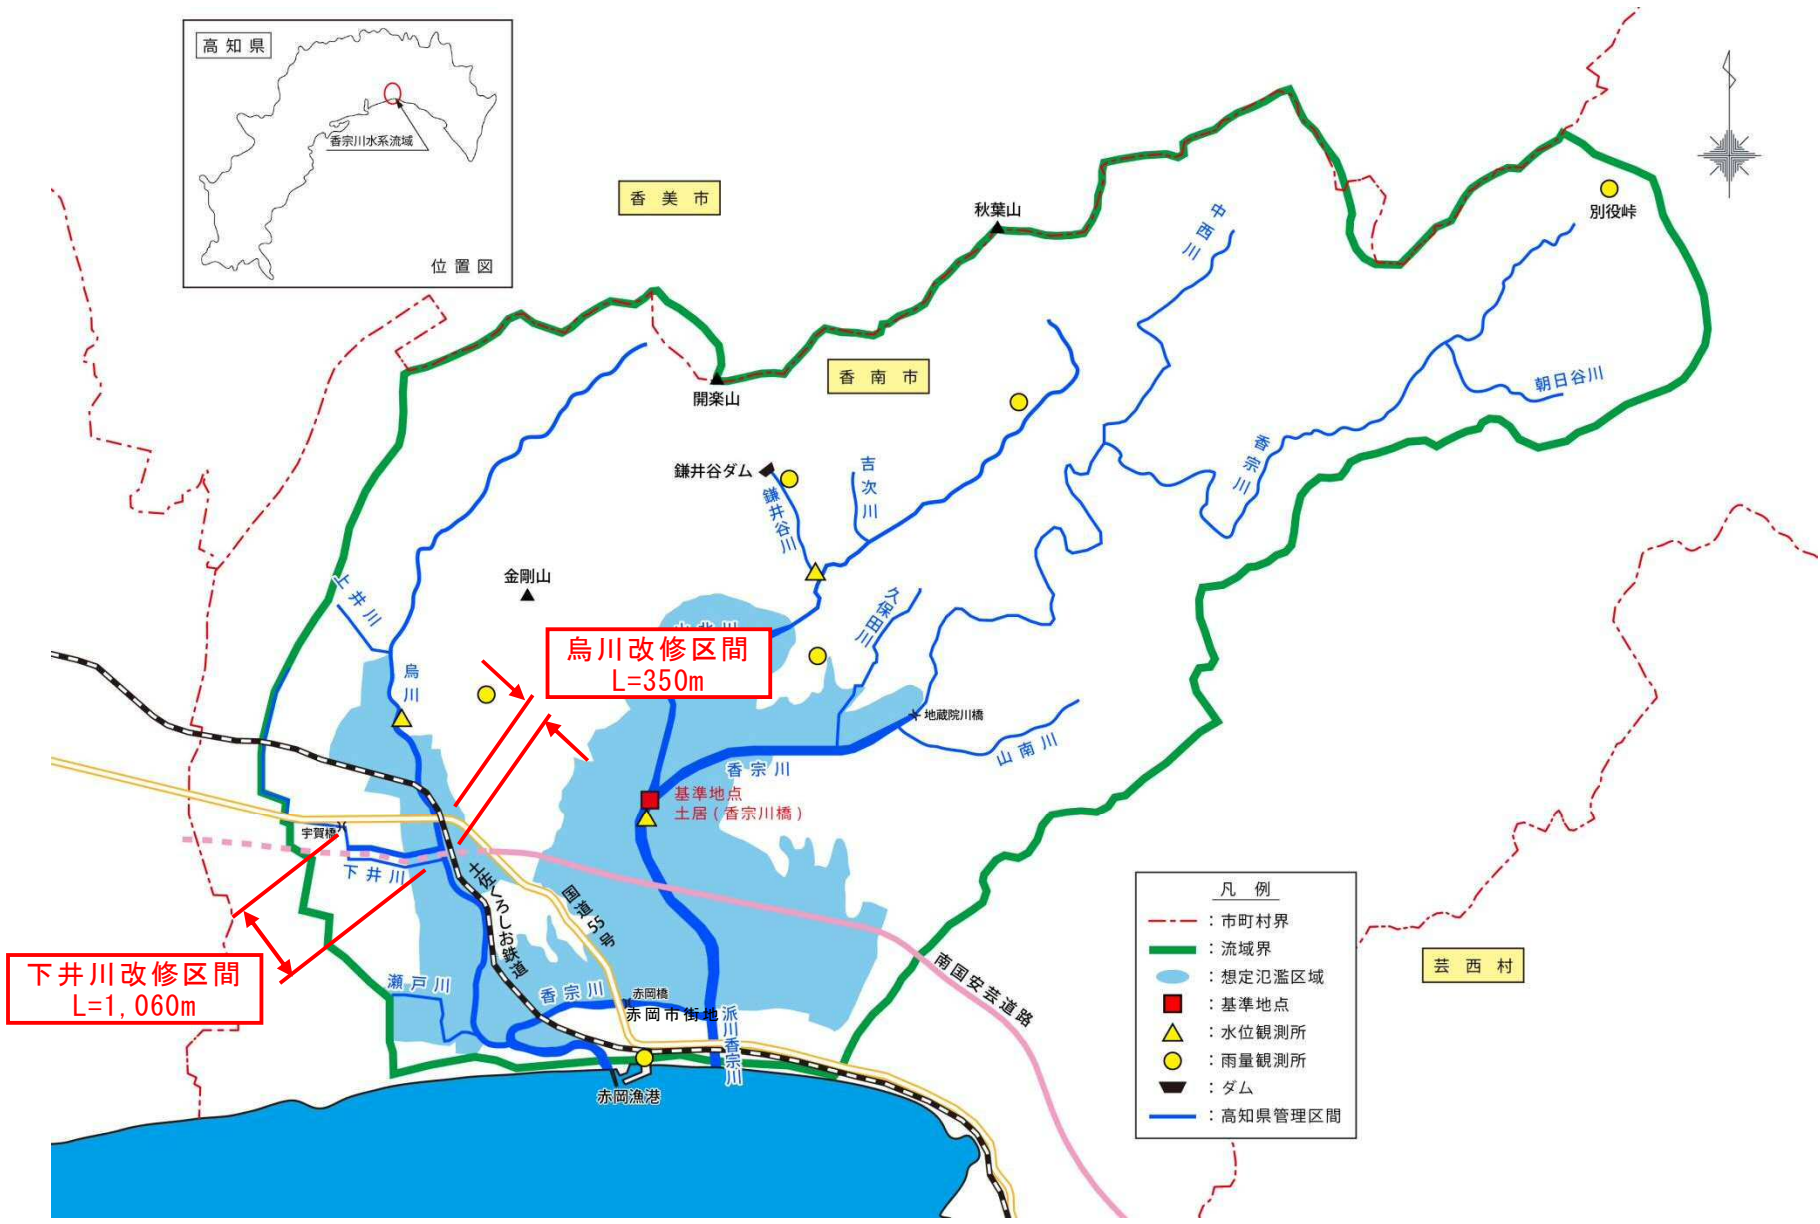 高知県
香宗川水系流域
位置図
香美市
秋葉山
中西川
別役峠
香南市
開楽山
朝日谷川
香宗川
鎌井谷ダム
鎌井谷川
吉次川
金剛山
上井川
久保田川
山北川
烏川改修区間
L=350m
烏川
地蔵院川橋
山南川
香宗川
基準地点
土居(香宗川橋)
宇賀橋
下井川
土佐くろしお鉄道
国道55号
南国安芸道路
下井川改修区間
L=1,060m
瀬戸川
香宗川
赤岡橋
赤岡市街地
派川香宗川
赤岡漁港
芸西村
凡例
：市町村界
：流域界
：想定氾濫区域
：基準地点
：水位観測所
：雨量観測所
：ダム
：高知県管理区間